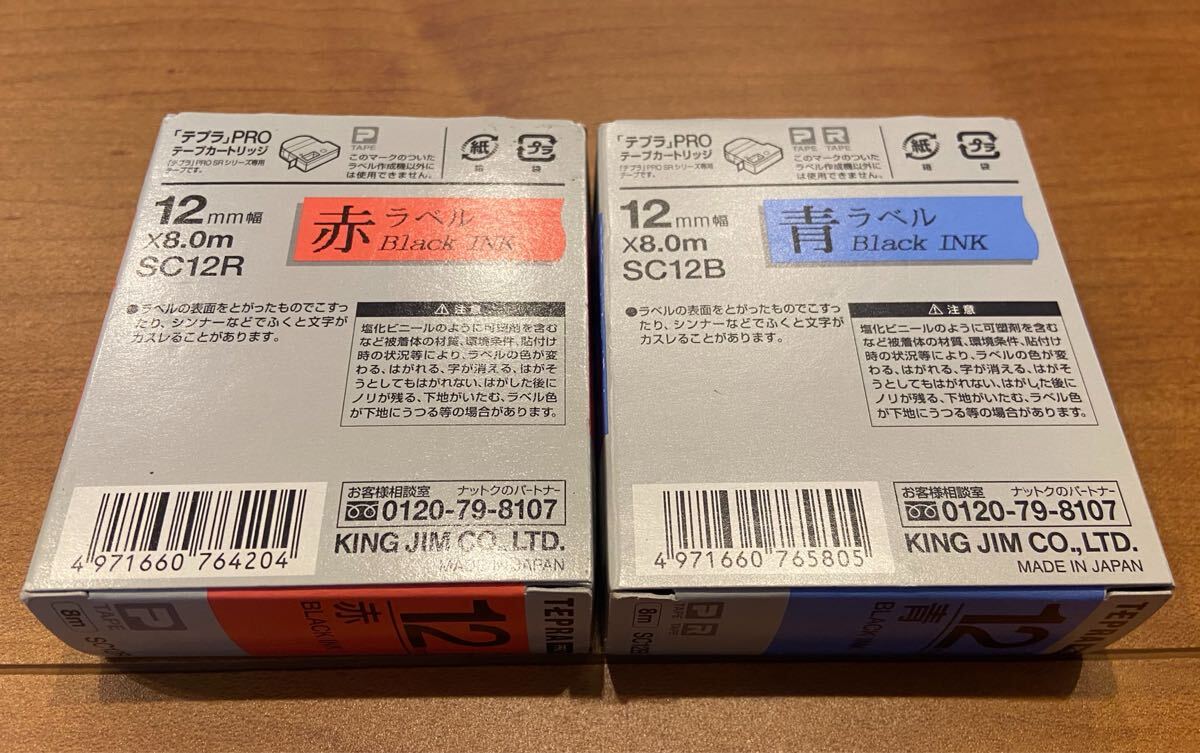 「テプラ」PRO
テープカートリッジ
「テプラ」PRO SRシリーズ専用
テープです。
P
TAPE
このマークのついた
ラベル作成機以外に
は使用できません。
紙
箱
プラ
袋
12mm幅
X8.0m
SC12R
赤 ラベル
Black INK
●ラベルの表面をとがったものでこすっ
たり、シンナーなどでふくと文字が
カスレることがあります。
⚠注意
塩化ビニールのように可塑剤を含む
など被着体の材質、環境条件、貼付け
時の状況等により、ラベルの色が変
わる、はがれる、字が消える、はがそ
うとしてもはがれない、はがした後に
ノリが残る、下地がいたむ、ラベル色
が下地にうつる等の場合があります。
4971660 764204
お客様相談室 ナットクのパートナー
0120-79-8107
KING JIM CO.,LTD.
MADE IN JAPAN
8m
TAPE
P
BLACK INK
赤
12
TEPRA
PRO
「テプラ」PRO
テープカートリッジ
「テプラ」PRO SRシリーズ専用
テープです。
P R
TAPE TAPE
このマークのついた
ラベル作成機以外に
は使用できません。
紙
箱
プラ
袋
12mm幅
X8.0m
SC12B
青 ラベル
Black INK
●ラベルの表面をとがったものでこすっ
たり、シンナーなどでふくと文字が
カスレることがあります。
⚠注意
塩化ビニールのように可塑剤を含む
など被着体の材質、環境条件、貼付け
時の状況等により、ラベルの色が変
わる、はがれる、字が消える、はがそ
うとしてもはがれない、はがした後に
ノリが残る、下地がいたむ、ラベル色
が下地にうつる等の場合があります。
4971660 765805
お客様相談室 ナットクのパートナー
0120-79-8107
KING JIM CO.,LTD.
MADE IN JAPAN
8m
SC12B
TAPE TAPE
P R
BLACK INK
青
12
TEPRA